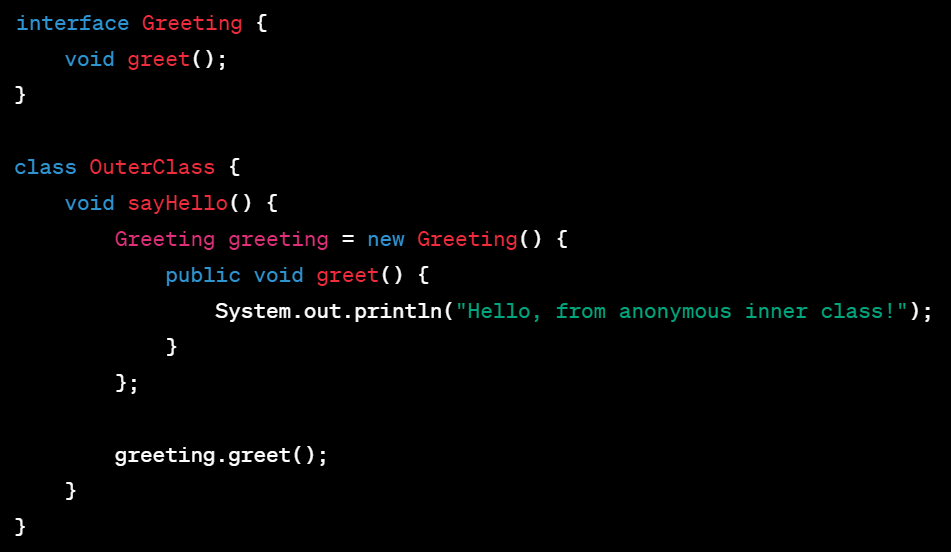 interface Greeting {
    void greet();
}

class OuterClass {
    void sayHello() {
        Greeting greeting = new Greeting() {
            public void greet() {
                System.out.println("Hello, from anonymous inner class!");
            }
        };

        greeting.greet();
    }
}